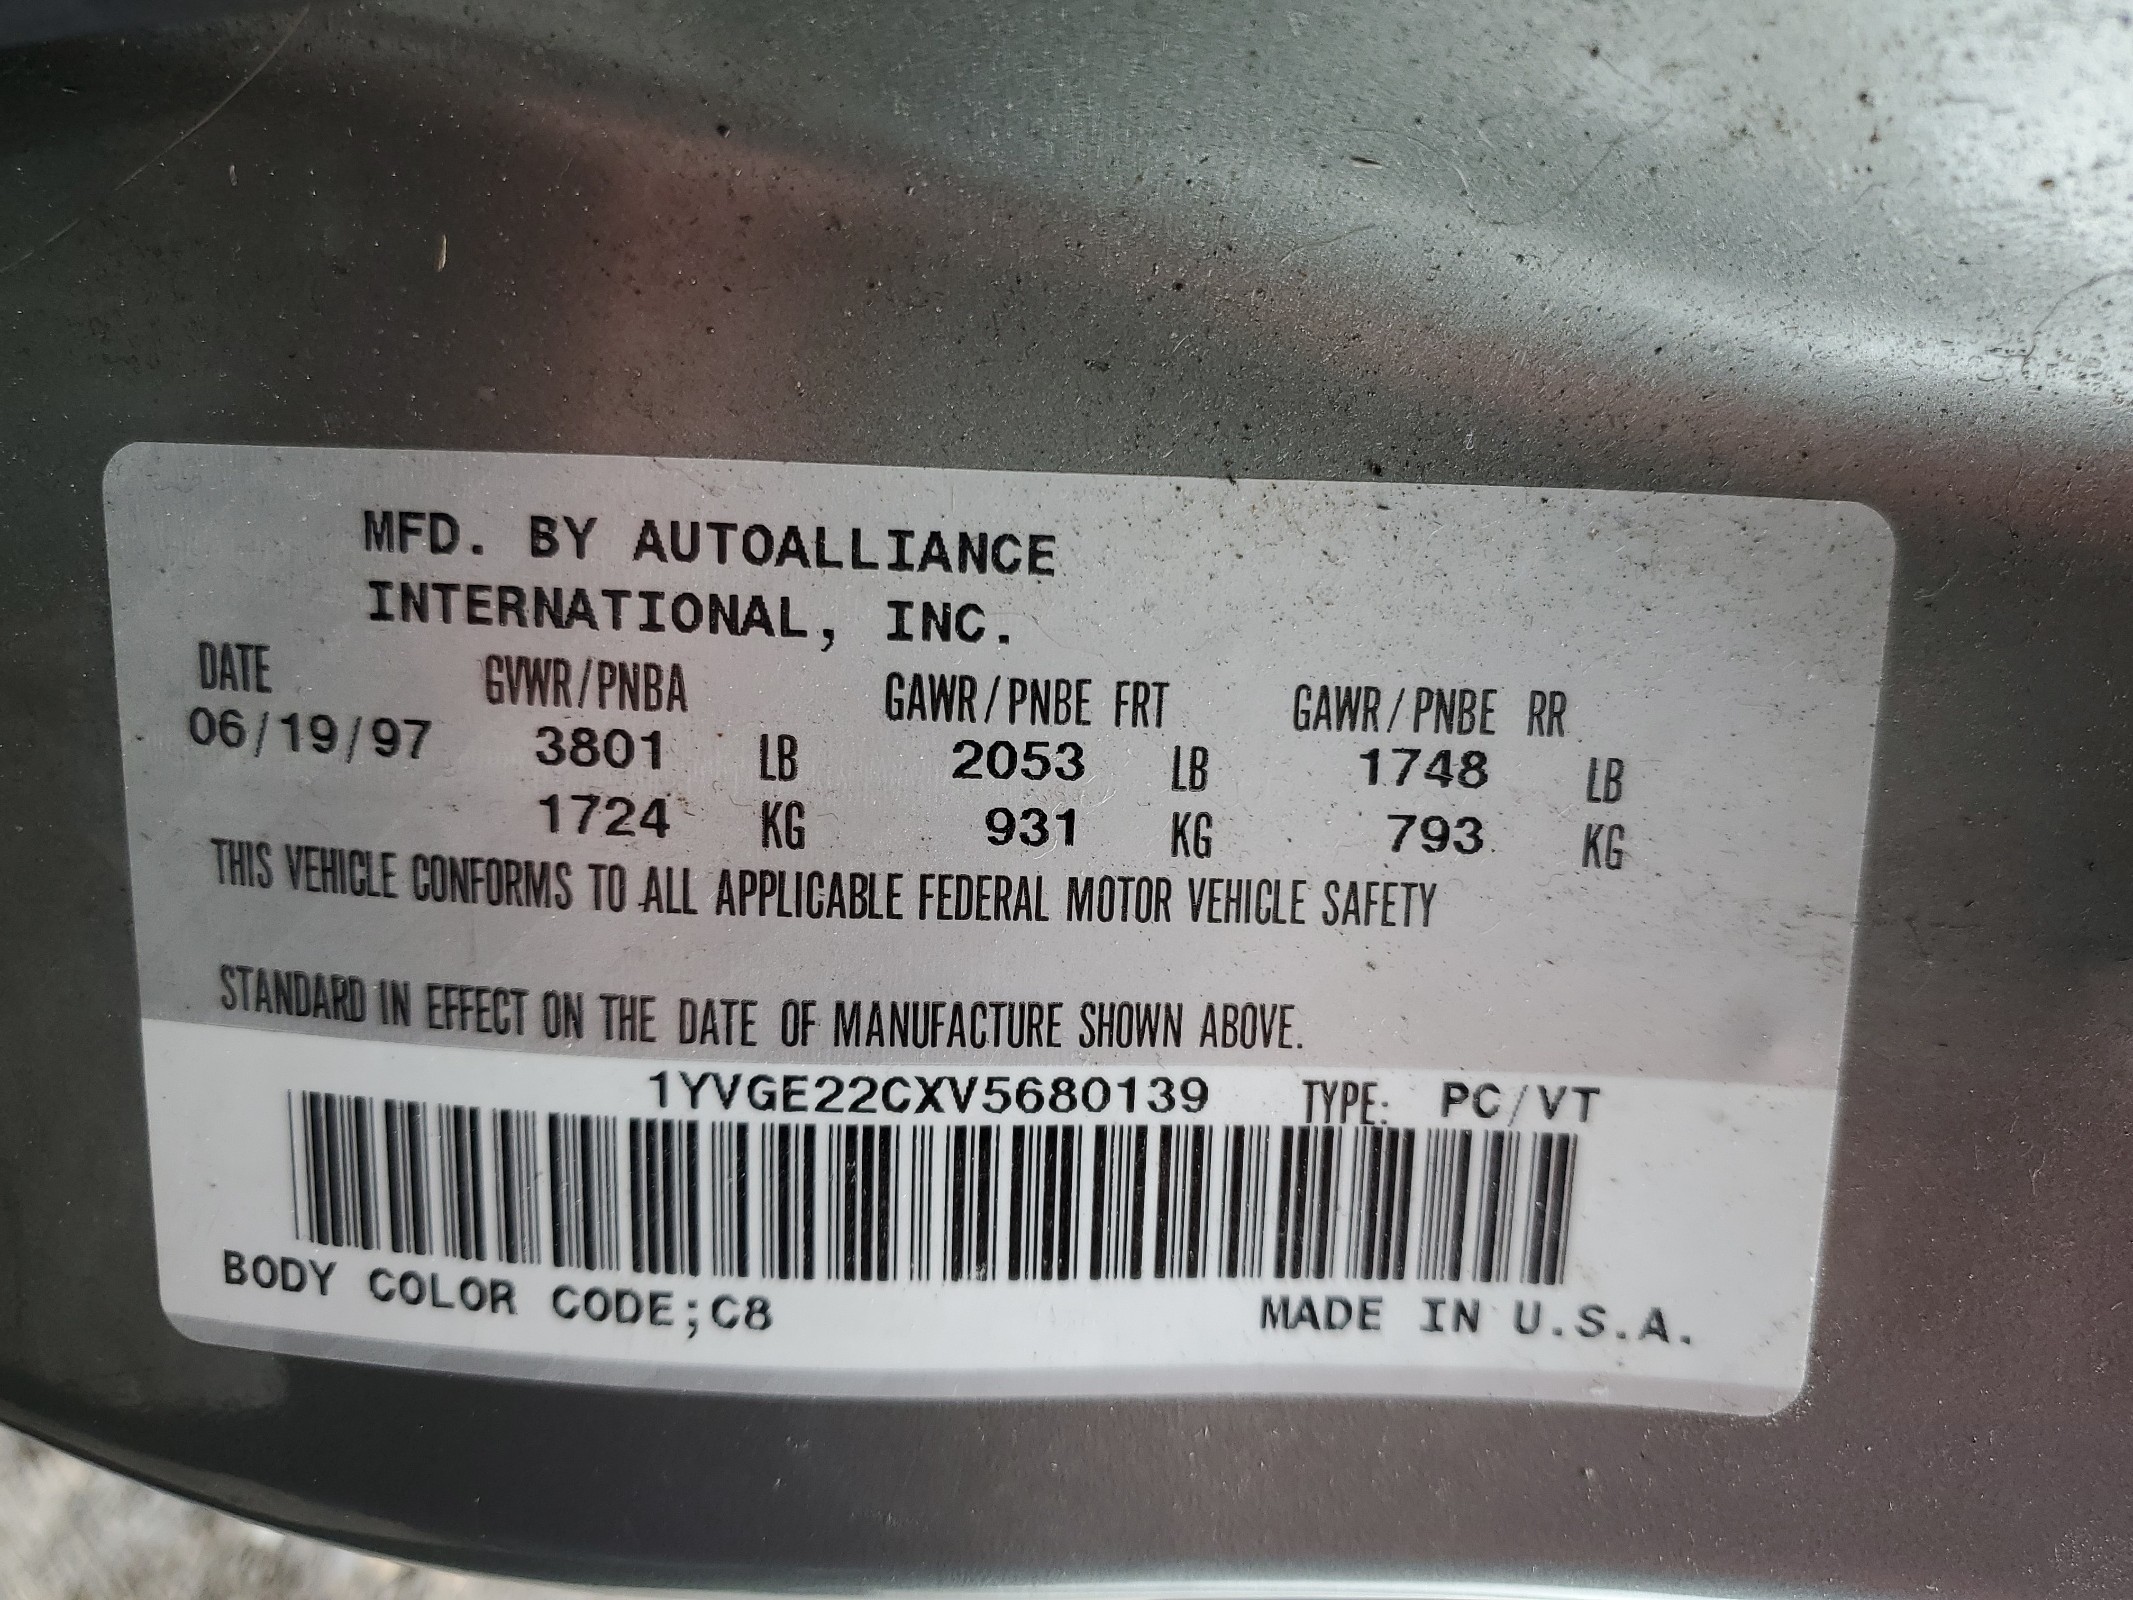 MFD. BY AUTOALLIANCE
INTERNATIONAL, INC.
DATE GVWR/PNBA GAWR/PNBE FRT GAWR/PNBE RR
06/19/97 3801 LB 2053 LB 1748 LB
1724 KG 931 KG 793 KG
THIS VEHICLE CONFORMS TO ALL APPLICABLE FEDERAL MOTOR VEHICLE SAFETY
STANDARD IN EFFECT ON THE DATE OF MANUFACTURE SHOWN ABOVE.
1YVGE22CXV5680139 TYPE: PC/VT
BODY COLOR CODE;C8 MADE IN U.S.A.